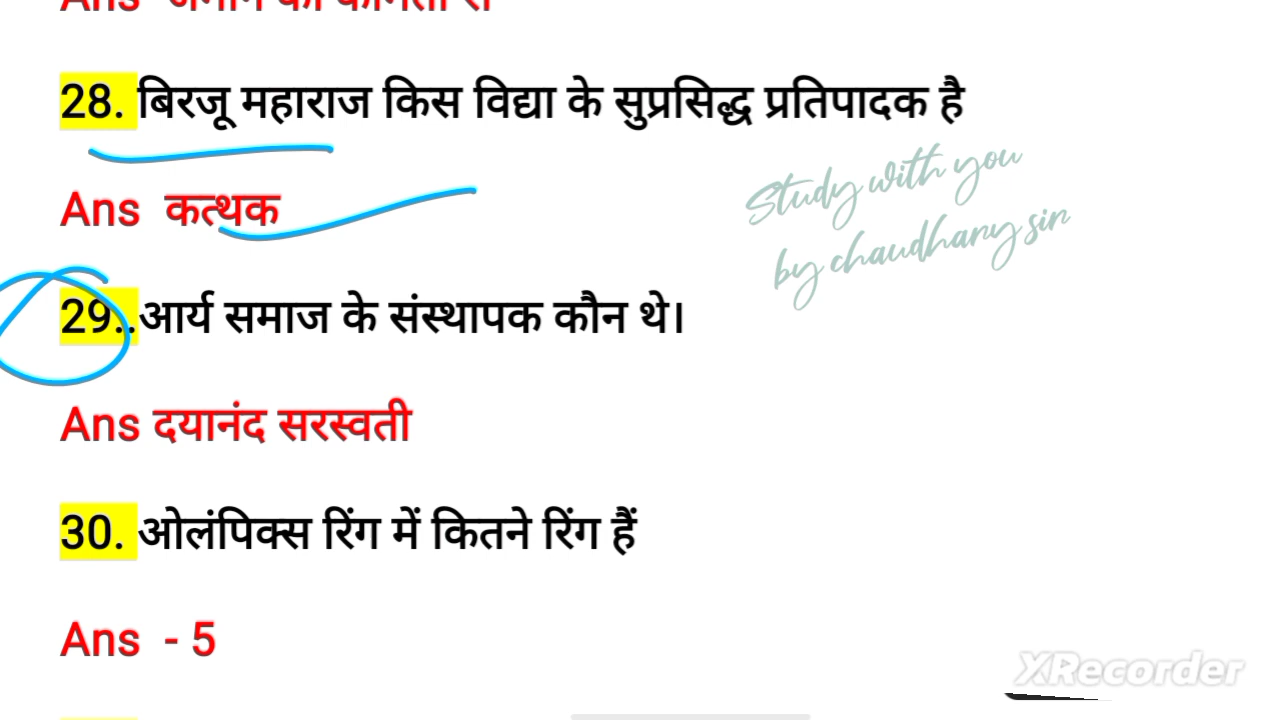 28. बिरजू महाराज किस विद्या के सुप्रसिद्ध प्रतिपादक है
Study with you
by chaudhary sir
Ans कत्थक
29..आर्य समाज के संस्थापक कौन थे।
Ans दयानंद सरस्वती
30. ओलंपिक्स रिंग में कितने रिंग हैं
Ans - 5
XRecorder